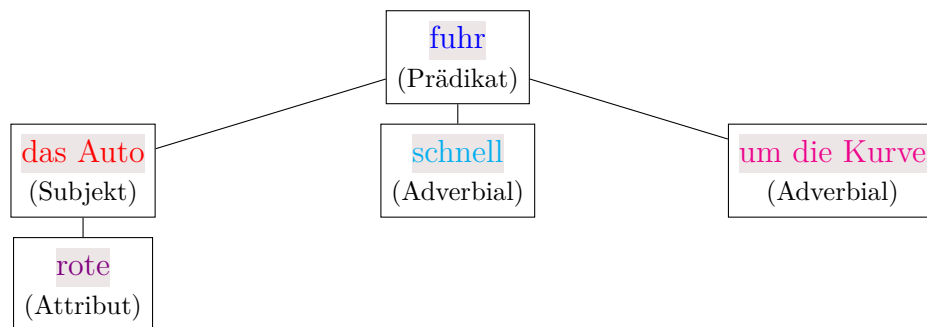 fuhr
(Prädikat)
das Auto
(Subjekt)
schnell
(Adverbial)
um die Kurve
(Adverbial)
rote
(Attribut)